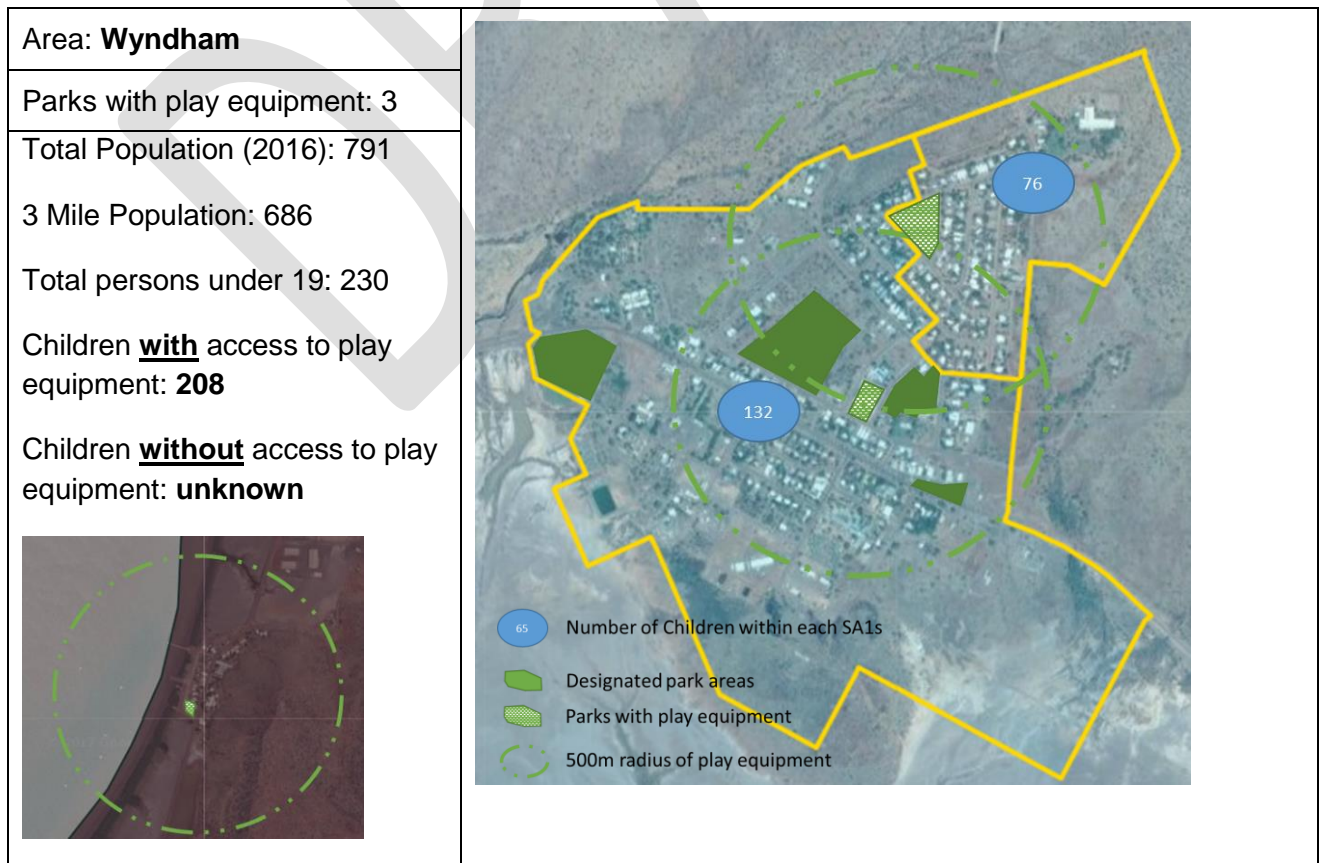 Area: Wyndham
Parks with play equipment: 3
Total Population (2016): 791
3 Mile Population: 686
Total persons under 19: 230
Children with access to play
equipment: 208
Children without access to play
equipment: unknown
76
132
65 Number of Children within each SA1s
Designated park areas
Parks with play equipment
500m radius of play equipment